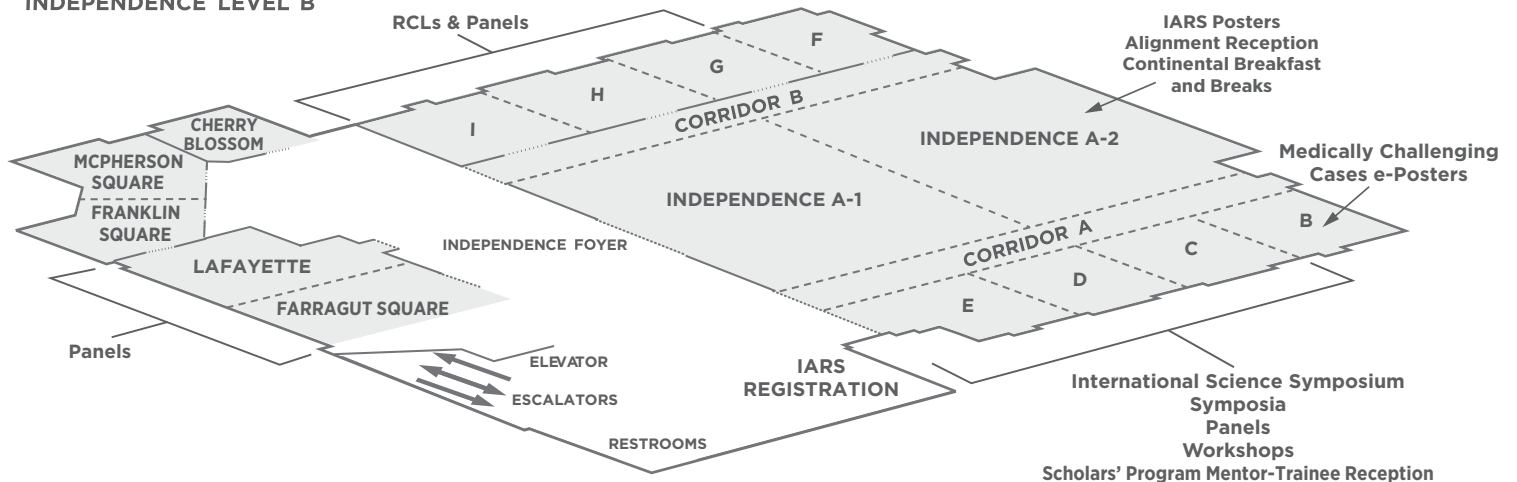 INDEPENDENCE LEVEL B
RCLs & Panels
IARS Posters
Alignment Reception
Continental Breakfast
and Breaks
F
G
H
I
CORRIDOR B
CHERRY
BLOSSOM
MCPHERSON
SQUARE
FRANKLIN
SQUARE
INDEPENDENCE A-2
Medically Challenging
Cases e-Posters
INDEPENDENCE A-1
B
C
D
E
CORRIDOR A
INDEPENDENCE FOYER
LAFAYETTE
FARRAGUT SQUARE
Panels
ELEVATOR
ESCALATORS
IARS
REGISTRATION
RESTROOMS
International Science Symposium
Symposia
Panels
Workshops
Scholars’ Program Mentor-Trainee Reception